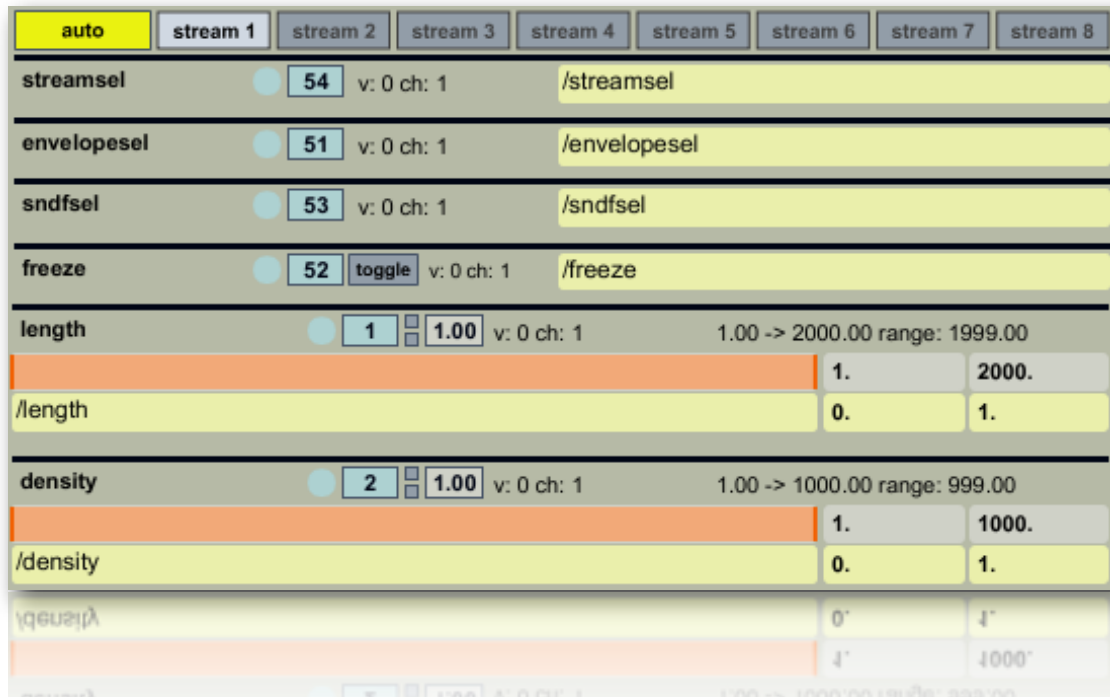 auto stream 1 stream 2 stream 3 stream 4 stream 5 stream 6 stream 7 stream 8
streamsel 54 v: 0 ch: 1 /streamsel
envelopesel 51 v: 0 ch: 1 /envelopesel
sndfsel 53 v: 0 ch: 1 /sndfsel
freeze 52 toggle v: 0 ch: 1 /freeze
length 1 1.00 v: 0 ch: 1 1.00 -> 2000.00 range: 1999.00
1. 2000.
/length 0. 1.
density 2 1.00 v: 0 ch: 1 1.00 -> 1000.00 range: 999.00
1. 1000.
/density 0. 1.